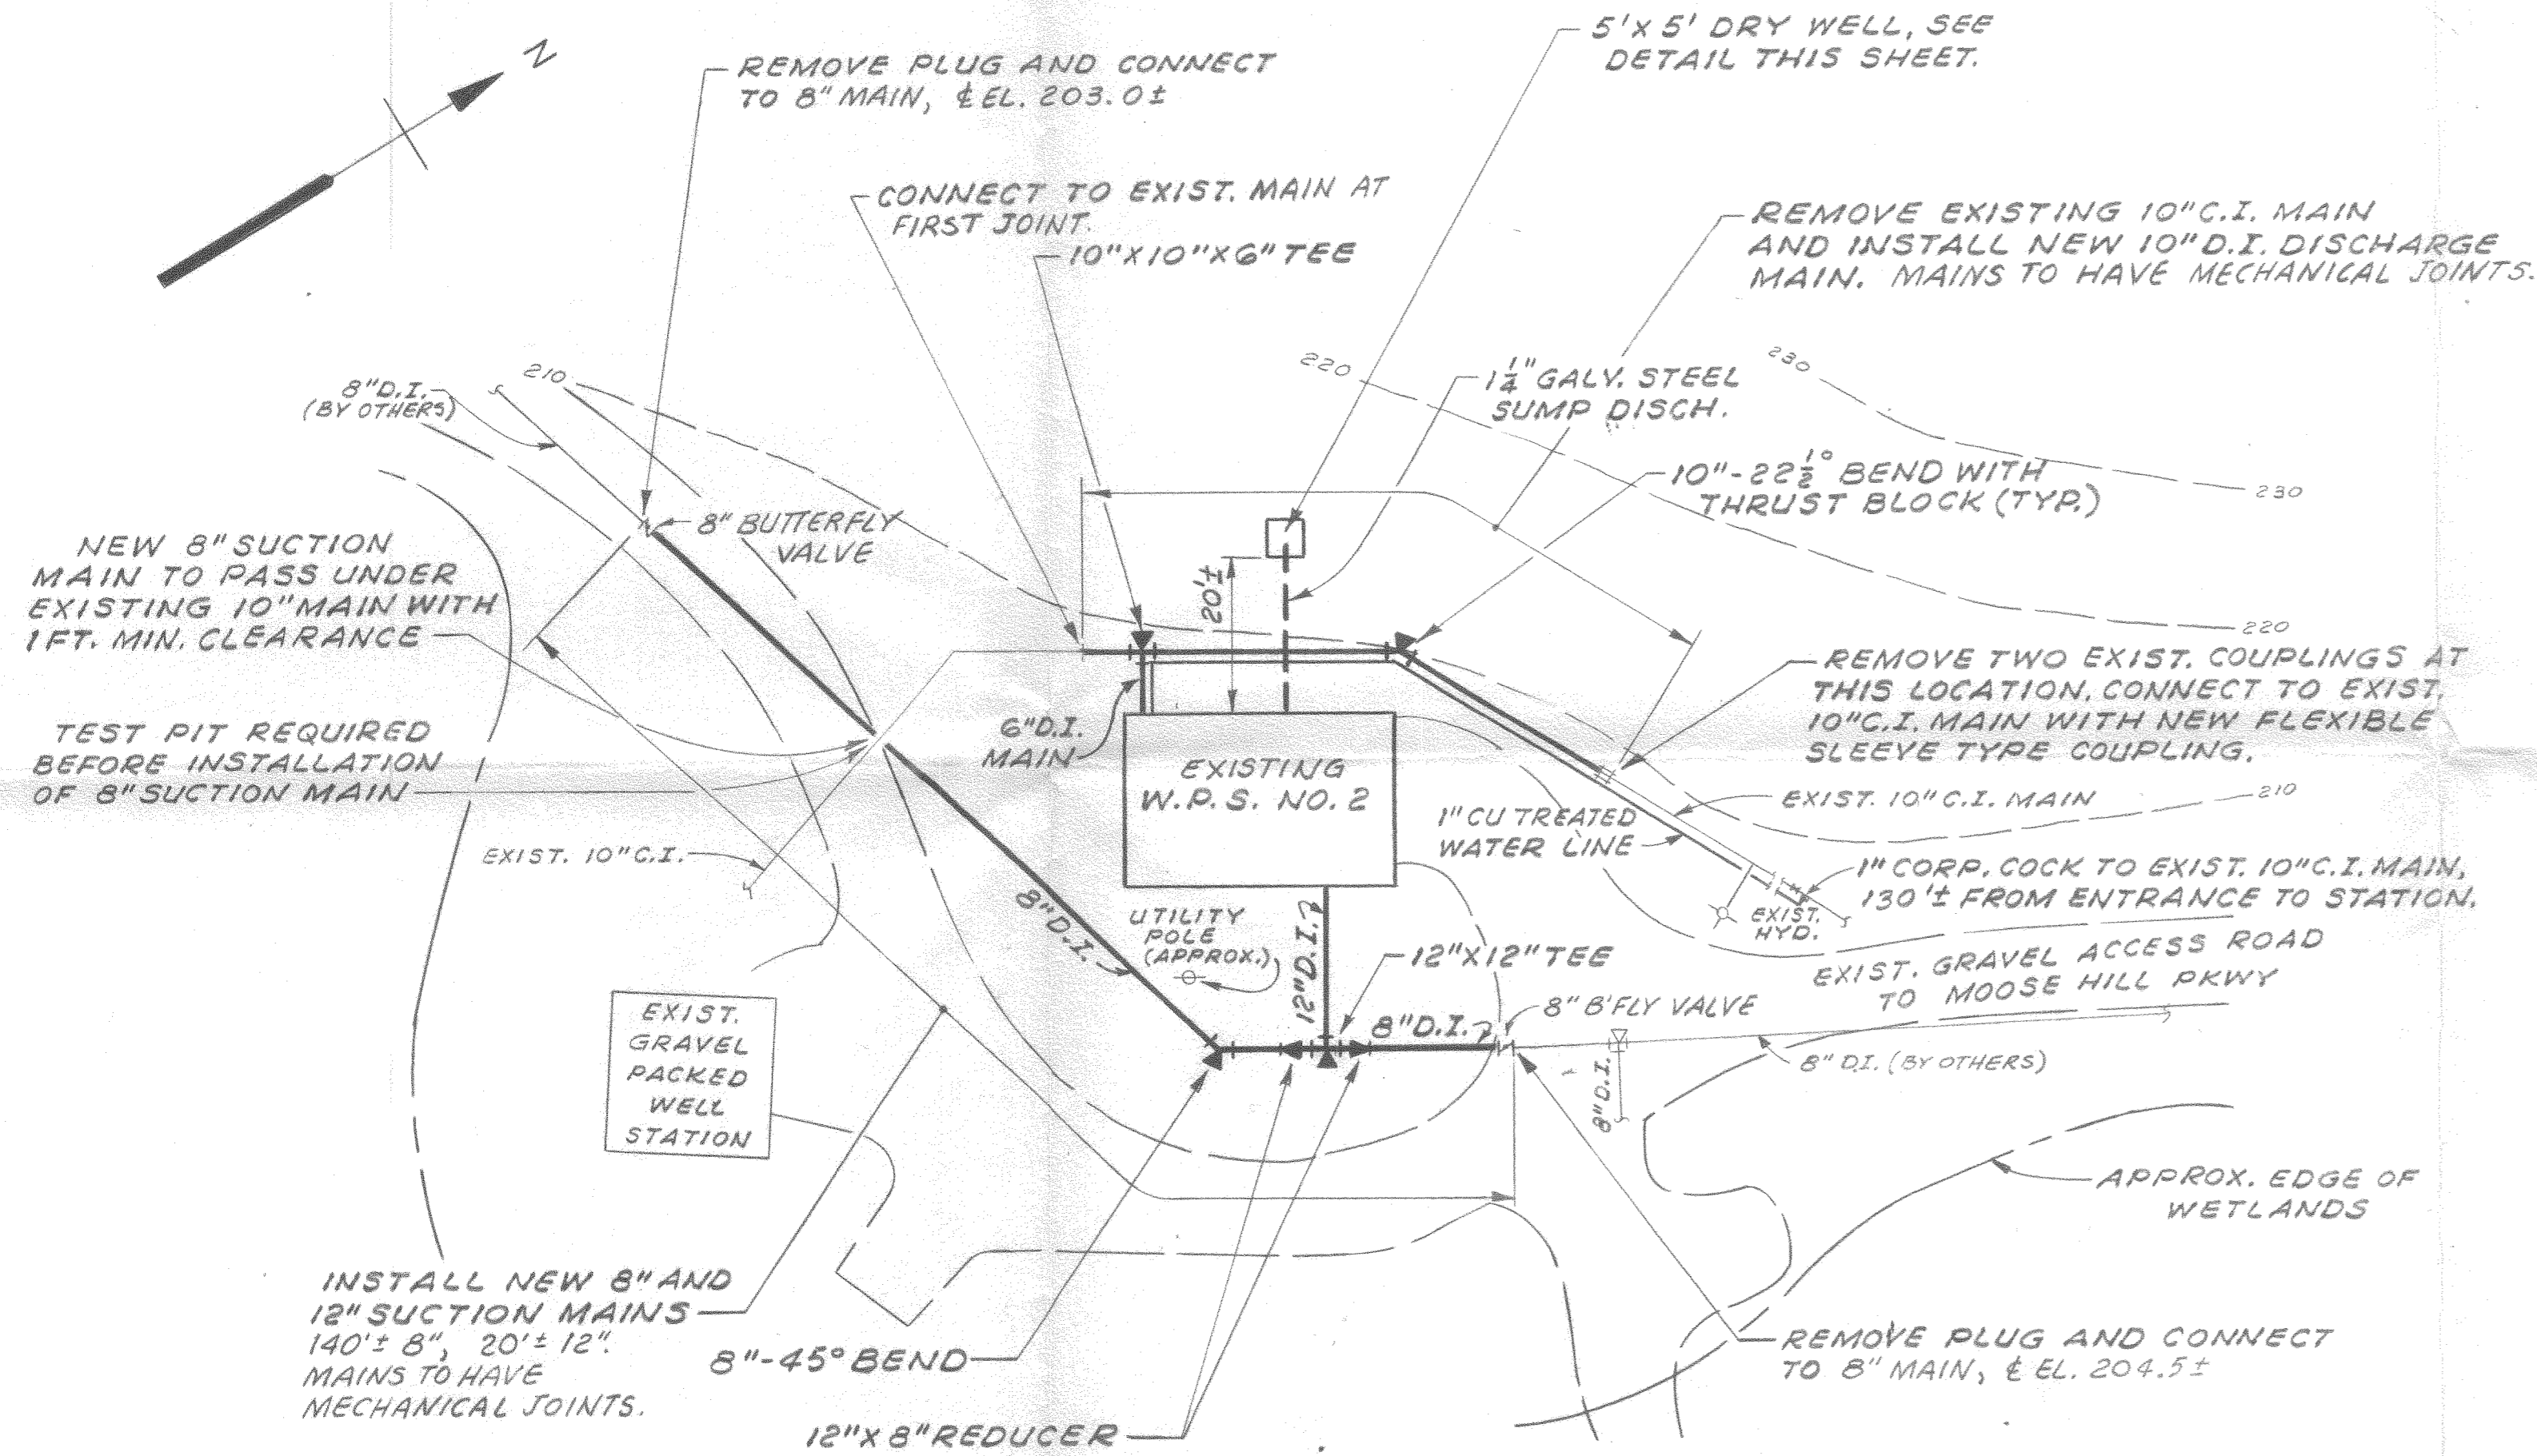 N
REMOVE PLUG AND CONNECT
TO 8" MAIN, ℄ EL. 203.0±
5'X 5' DRY WELL, SEE
DETAIL THIS SHEET.
CONNECT TO EXIST. MAIN AT
FIRST JOINT.
10"X10"X6" TEE
REMOVE EXISTING 10" C.I. MAIN
AND INSTALL NEW 10" D.I. DISCHARGE
MAIN. MAINS TO HAVE MECHANICAL JOINTS.
8" D.I.
(BY OTHERS)
210
220
230
1¼" GALV. STEEL
SUMP DISCH.
10"-22½° BEND WITH
THRUST BLOCK (TYP.)
230
8" BUTTERFLY
VALVE
NEW 8" SUCTION
MAIN TO PASS UNDER
EXISTING 10" MAIN WITH
1 FT. MIN. CLEARANCE
20'±
220
REMOVE TWO EXIST. COUPLINGS AT
THIS LOCATION. CONNECT TO EXIST.
10" C.I. MAIN WITH NEW FLEXIBLE
SLEEVE TYPE COUPLING.
TEST PIT REQUIRED
BEFORE INSTALLATION
OF 8" SUCTION MAIN
6" D.I.
MAIN
EXISTING
W.P.S. NO. 2
EXIST. 10" C.I. MAIN
210
1" CU TREATED
WATER LINE
EXIST. 10" C.I.
1" CORP. COCK TO EXIST. 10" C.I. MAIN,
130'± FROM ENTRANCE TO STATION.
EXIST.
HYD.
8" D.I.
UTILITY
POLE
(APPROX.)
12" D.I.
12"X12" TEE
EXIST. GRAVEL ACCESS ROAD
TO MOOSE HILL PKWY
8" D.I.
8" B'FLY VALVE
EXIST.
GRAVEL
PACKED
WELL
STATION
8" D.I.
8" D.I. (BY OTHERS)
APPROX. EDGE OF
WETLANDS
INSTALL NEW 8" AND
12" SUCTION MAINS
140'± 8", 20'± 12".
MAINS TO HAVE
MECHANICAL JOINTS.
8"-45° BEND
12"X 8" REDUCER
REMOVE PLUG AND CONNECT
TO 8" MAIN, ℄ EL. 204.5±